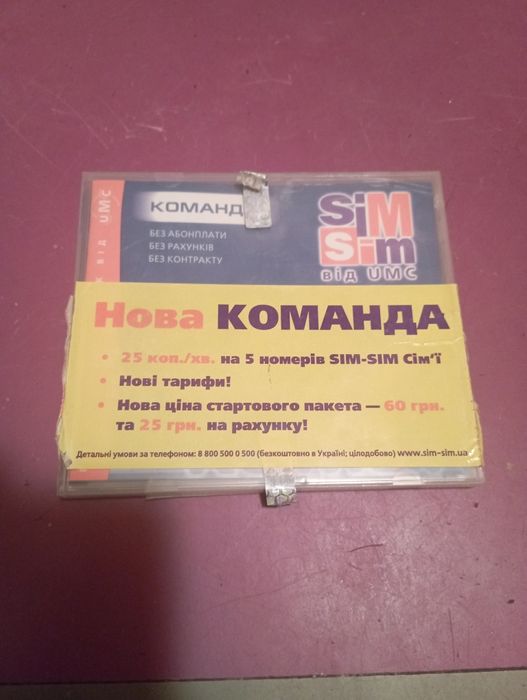 КОМАНД
БЕЗ АБОНПЛАТИ
БЕЗ РАХУНКІВ
БЕЗ КОНТРАКТУ
SiM
Sim
від UMC
від UMC
Нова КОМАНДА
• 25 коп./хв. на 5 номерів SIM-SIM Сім'ї
• Нові тарифи!
• Нова ціна стартового пакета — 60 грн.
та 25 грн. на рахунку!
Детальні умови за телефоном: 8 800 500 0 500 (безкоштовно в Україні; цілодобово) www.sim-sim.ua